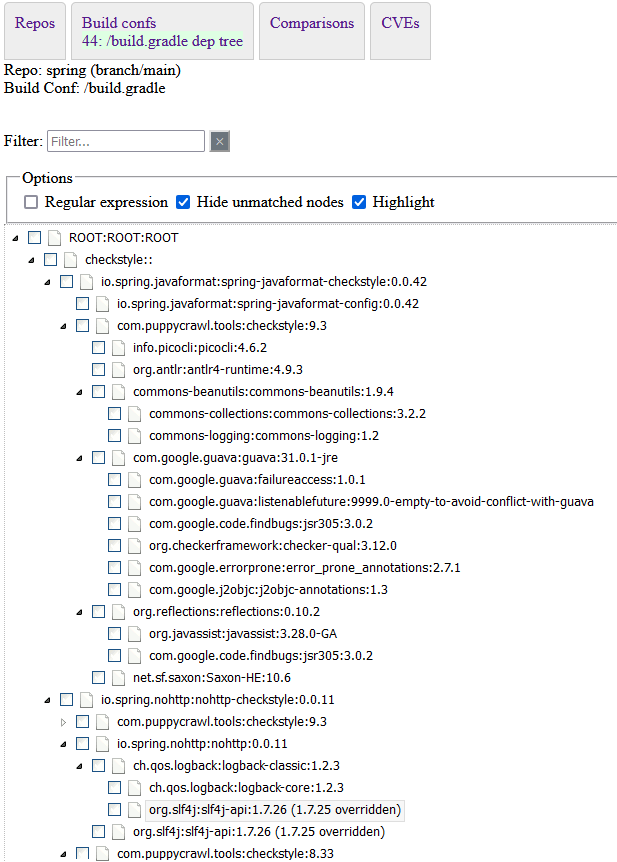 Repos
Build confs
44: /build.gradle dep tree
Comparisons
CVEs
Repo: spring (branch/main)
Build Conf: /build.gradle
Filter: Filter...
Options
Regular expression Hide unmatched nodes Highlight
ROOT:ROOT:ROOT
checkstyle::
io.spring.javaformat:spring-javaformat-checkstyle:0.0.42
io.spring.javaformat:spring-javaformat-config:0.0.42
com.puppycrawl.tools:checkstyle:9.3
info.picocli:picocli:4.6.2
org.antlr:antlr4-runtime:4.9.3
commons-beanutils:commons-beanutils:1.9.4
commons-collections:commons-collections:3.2.2
commons-logging:commons-logging:1.2
com.google.guava:guava:31.0.1-jre
com.google.guava:failureaccess:1.0.1
com.google.guava:listenablefuture:9999.0-empty-to-avoid-conflict-with-guava
com.google.code.findbugs:jsr305:3.0.2
org.checkerframework:checker-qual:3.12.0
com.google.errorprone:error_prone_annotations:2.7.1
com.google.j2objc:j2objc-annotations:1.3
org.reflections:reflections:0.10.2
org.javassist:javassist:3.28.0-GA
com.google.code.findbugs:jsr305:3.0.2
net.sf.saxon:Saxon-HE:10.6
io.spring.nohttp:nohttp-checkstyle:0.0.11
com.puppycrawl.tools:checkstyle:9.3
io.spring.nohttp:nohttp:0.0.11
ch.qos.logback:logback-classic:1.2.3
ch.qos.logback:logback-core:1.2.3
org.slf4j:slf4j-api:1.7.26 (1.7.25 overridden)
org.slf4j:slf4j-api:1.7.26 (1.7.25 overridden)
com.puppycrawl.tools:checkstyle:8.33